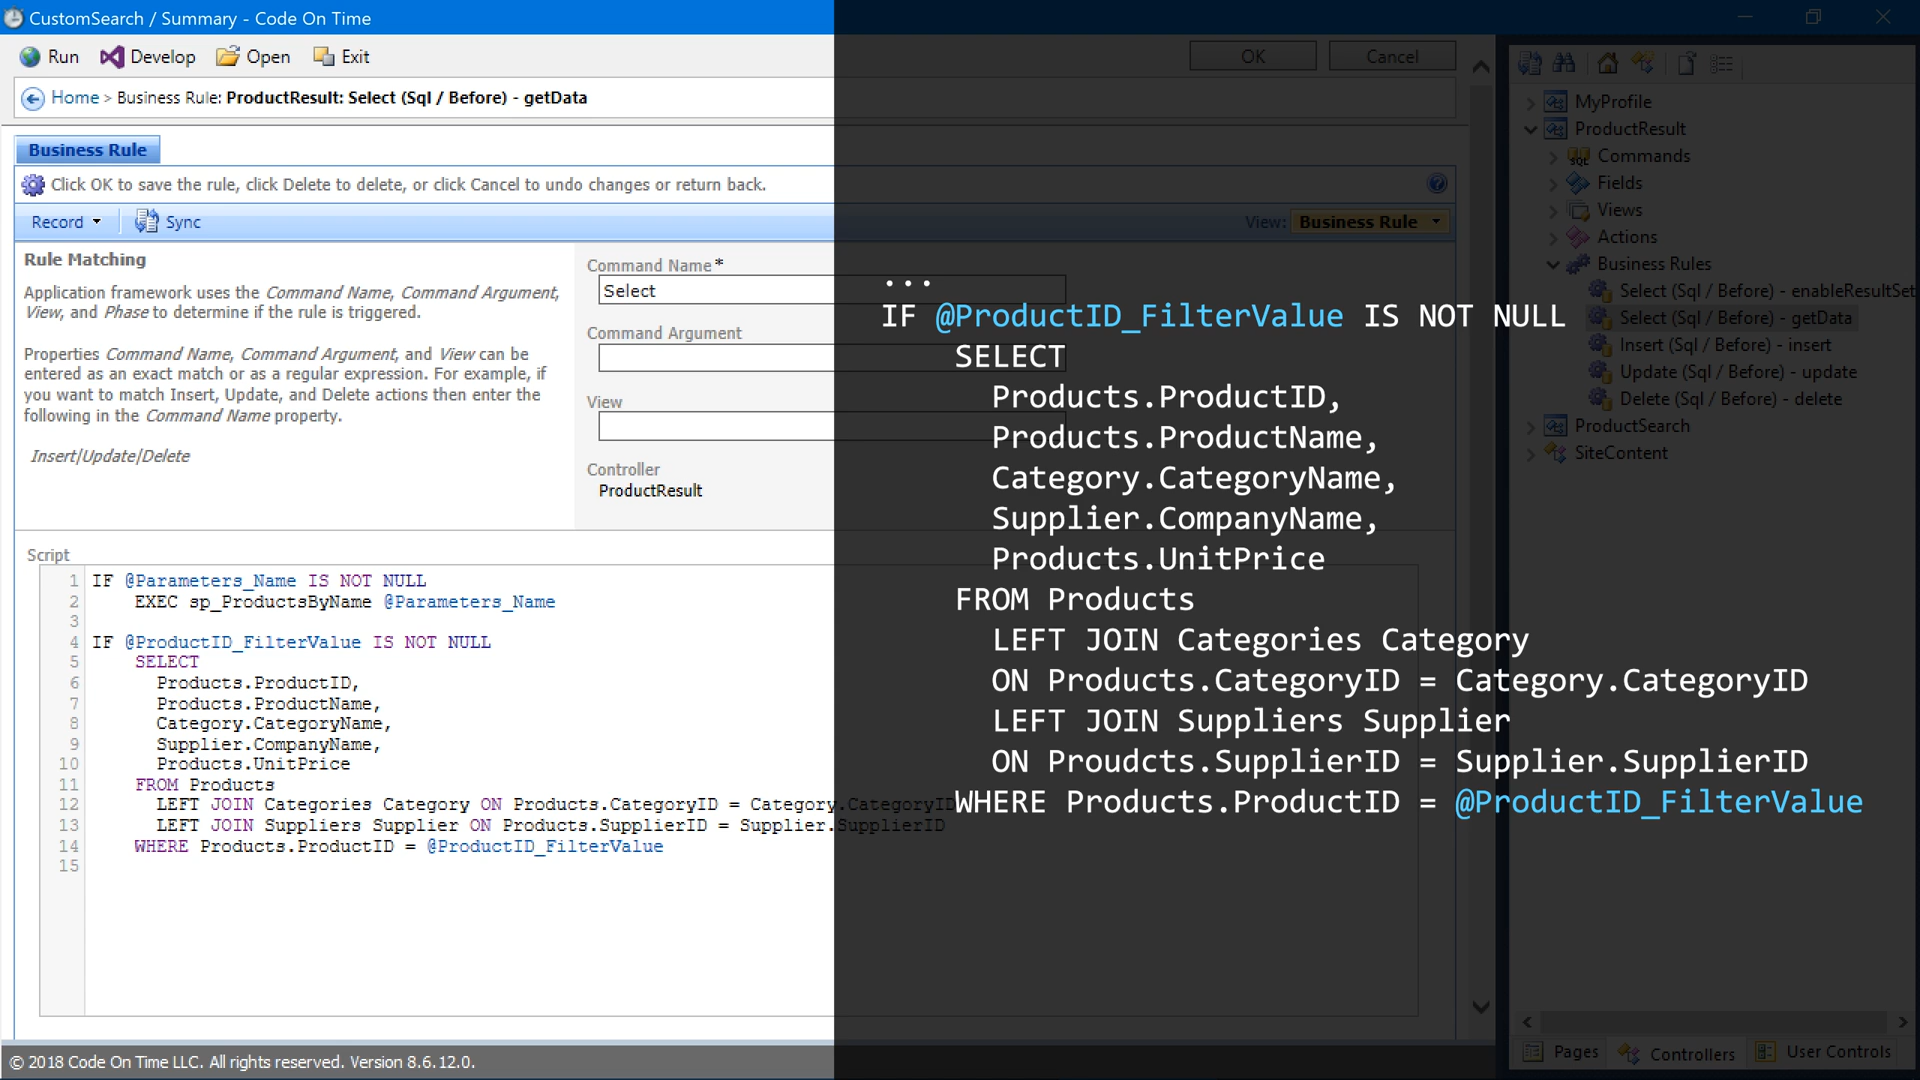 CustomSearch / Summary - Code On Time
Run Develop Open Exit
OK Cancel
Home > Business Rule: ProductResult: Select (Sql / Before) - getData
Business Rule
Click OK to save the rule, click Delete to delete, or click Cancel to undo changes or return back.
Record Sync
View: Business Rule
Rule Matching
Application framework uses the Command Name, Command Argument,
View, and Phase to determine if the rule is triggered.
Properties Command Name, Command Argument, and View can be
entered as an exact match or as a regular expression. For example, if
you want to match Insert, Update, and Delete actions then enter the
following in the Command Name property.
Insert|Update|Delete
Command Name *
Select
Command Argument
View
Controller
ProductResult
Script
1 IF @Parameters_Name IS NOT NULL
2 EXEC sp_ProductsByName @Parameters_Name
3
4 IF @ProductID_FilterValue IS NOT NULL
5 SELECT
6 Products.ProductID,
7 Products.ProductName,
8 Category.CategoryName,
9 Supplier.CompanyName,
10 Products.UnitPrice
11 FROM Products
12 LEFT JOIN Categories Category ON Products.CategoryID = Category.CategoryID
13 LEFT JOIN Suppliers Supplier ON Products.SupplierID = Supplier.SupplierID
14 WHERE Products.ProductID = @ProductID_FilterValue
15
...
IF @ProductID_FilterValue IS NOT NULL
SELECT
Products.ProductID,
Products.ProductName,
Category.CategoryName,
Supplier.CompanyName,
Products.UnitPrice
FROM Products
LEFT JOIN Categories Category
ON Products.CategoryID = Category.CategoryID
LEFT JOIN Suppliers Supplier
ON Proudcts.SupplierID = Supplier.SupplierID
WHERE Products.ProductID = @ProductID_FilterValue
MyProfile
ProductResult
Commands
Fields
Views
Actions
Business Rules
Select (Sql / Before) - enableResultSet
Select (Sql / Before) - getData
Insert (Sql / Before) - insert
Update (Sql / Before) - update
Delete (Sql / Before) - delete
ProductSearch
SiteContent
Pages Controllers User Controls
© 2018 Code On Time LLC. All rights reserved. Version 8.6.12.0.